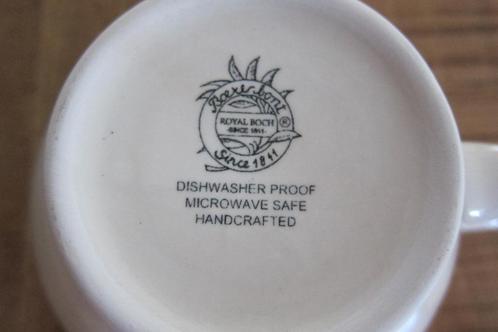 Boerenbont
ROYAL BOCH
-SINCE 1841-
®
Since 1841
DISHWASHER PROOF
MICROWAVE SAFE
HANDCRAFTED